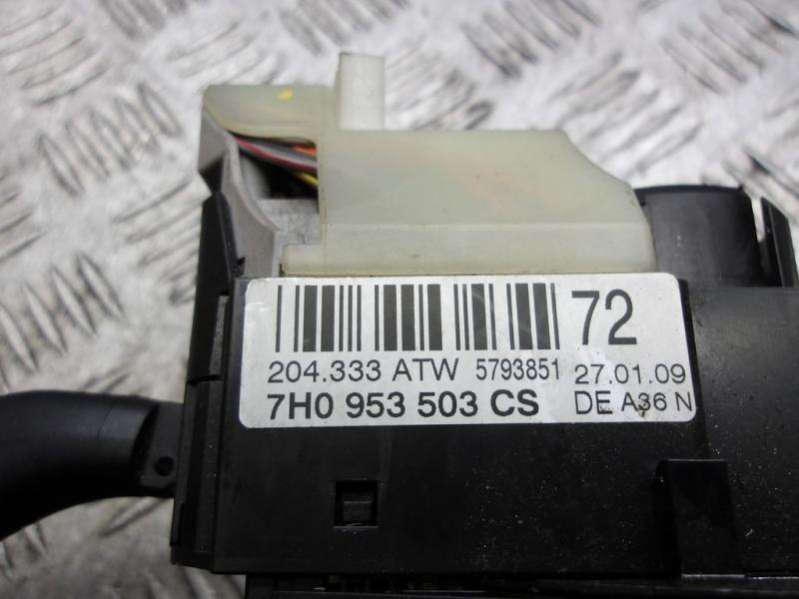 72
204.333 ATW 5793851 27.01.09
7H0 953 503 CS DE A36 N